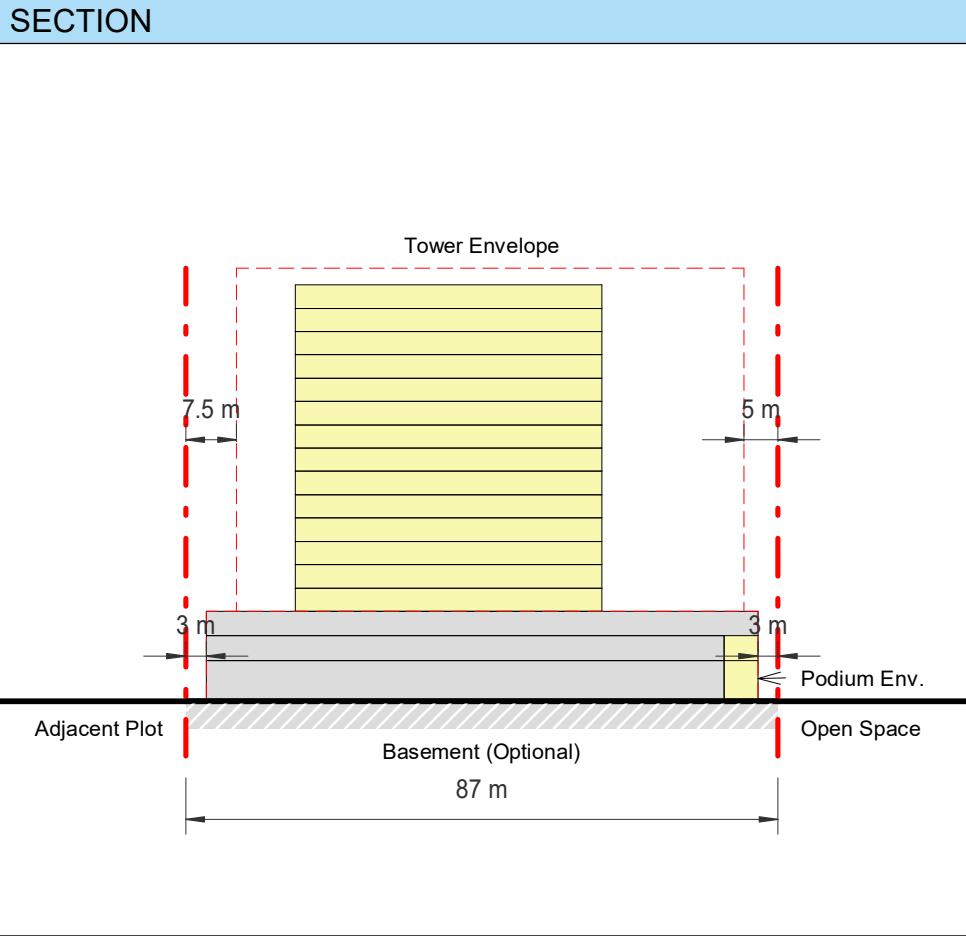 SECTION
Tower Envelope
7.5 m
5 m
3 m
3 m
Podium Env.
Adjacent Plot
Open Space
Basement (Optional)
87 m